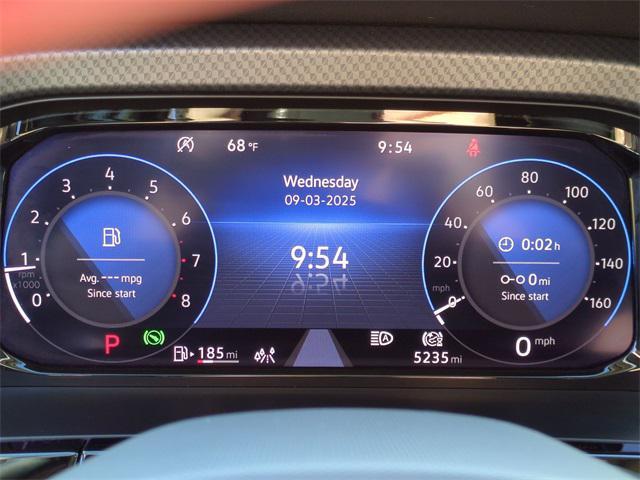 68 °F
9:54
Wednesday
09-03-2025
9:54
0
1
2
3
4
5
6
7
8
rpm
x1000
Avg. --- mpg
Since start
0
20
40
60
80
100
120
140
160
mph
0:02 h
0 mi
Since start
P
185 mi
A
5235 mi
0 mph